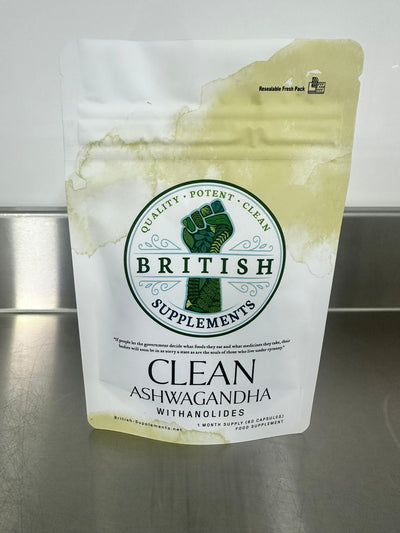 Resealable Fresh Pack
QUALITY · POTENT · CLEAN
BRITISH
SUPPLEMENTS
"If people let the government decide what foods they eat and what medicines they take, their
bodies will soon be in as sorry a state as are the souls of those who live under tyranny."
CLEAN
ASHWAGANDHA
WITHANOLIDES
British-Supplements.net
1 MONTH SUPPLY (60 CAPSULES)
FOOD SUPPLEMENT